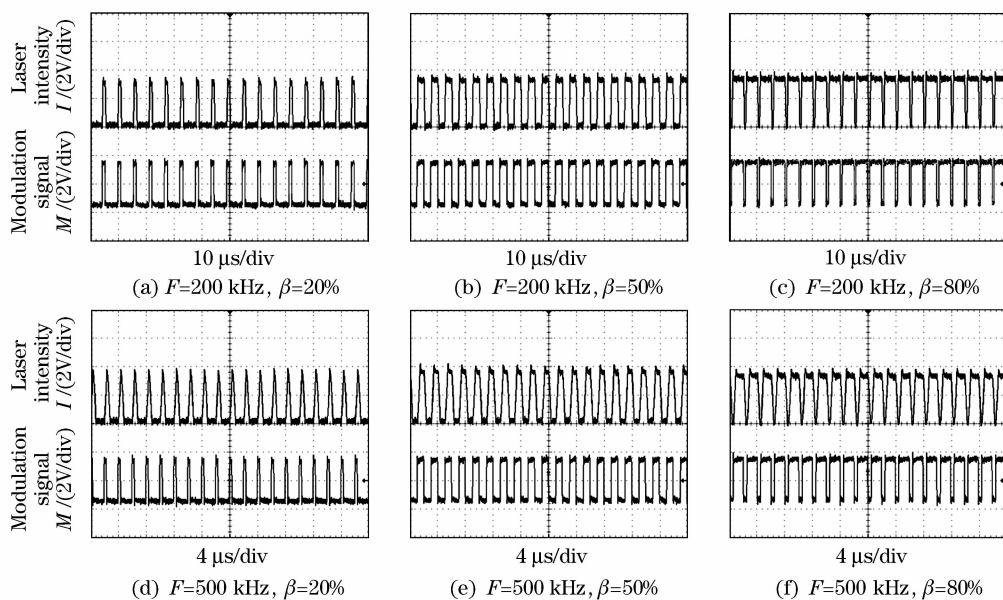 Laser
intensity
I /(2V/div)
Modulation
signal
M /(2V/div)
10 μs/div
10 μs/div
10 μs/div
(a) F=200 kHz, β=20%
(b) F=200 kHz, β=50%
(c) F=200 kHz, β=80%
Laser
intensity
I /(2V/div)
Modulation
signal
M /(2V/div)
4 μs/div
4 μs/div
4 μs/div
(d) F=500 kHz, β=20%
(e) F=500 kHz, β=50%
(f) F=500 kHz, β=80%